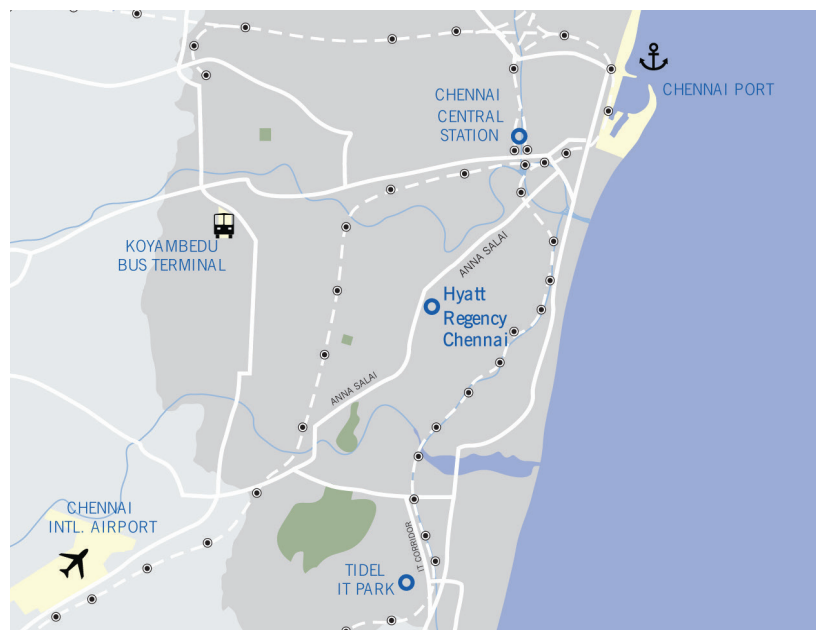 CHENNAI
CENTRAL
STATION
CHENNAI PORT
KOYAMBEDU
BUS TERMINAL
ANNA SALAI
Hyatt
Regency
Chennai
ANNA SALAI
CHENNAI
INTL. AIRPORT
IT CORRIDOR
TIDEL
IT PARK